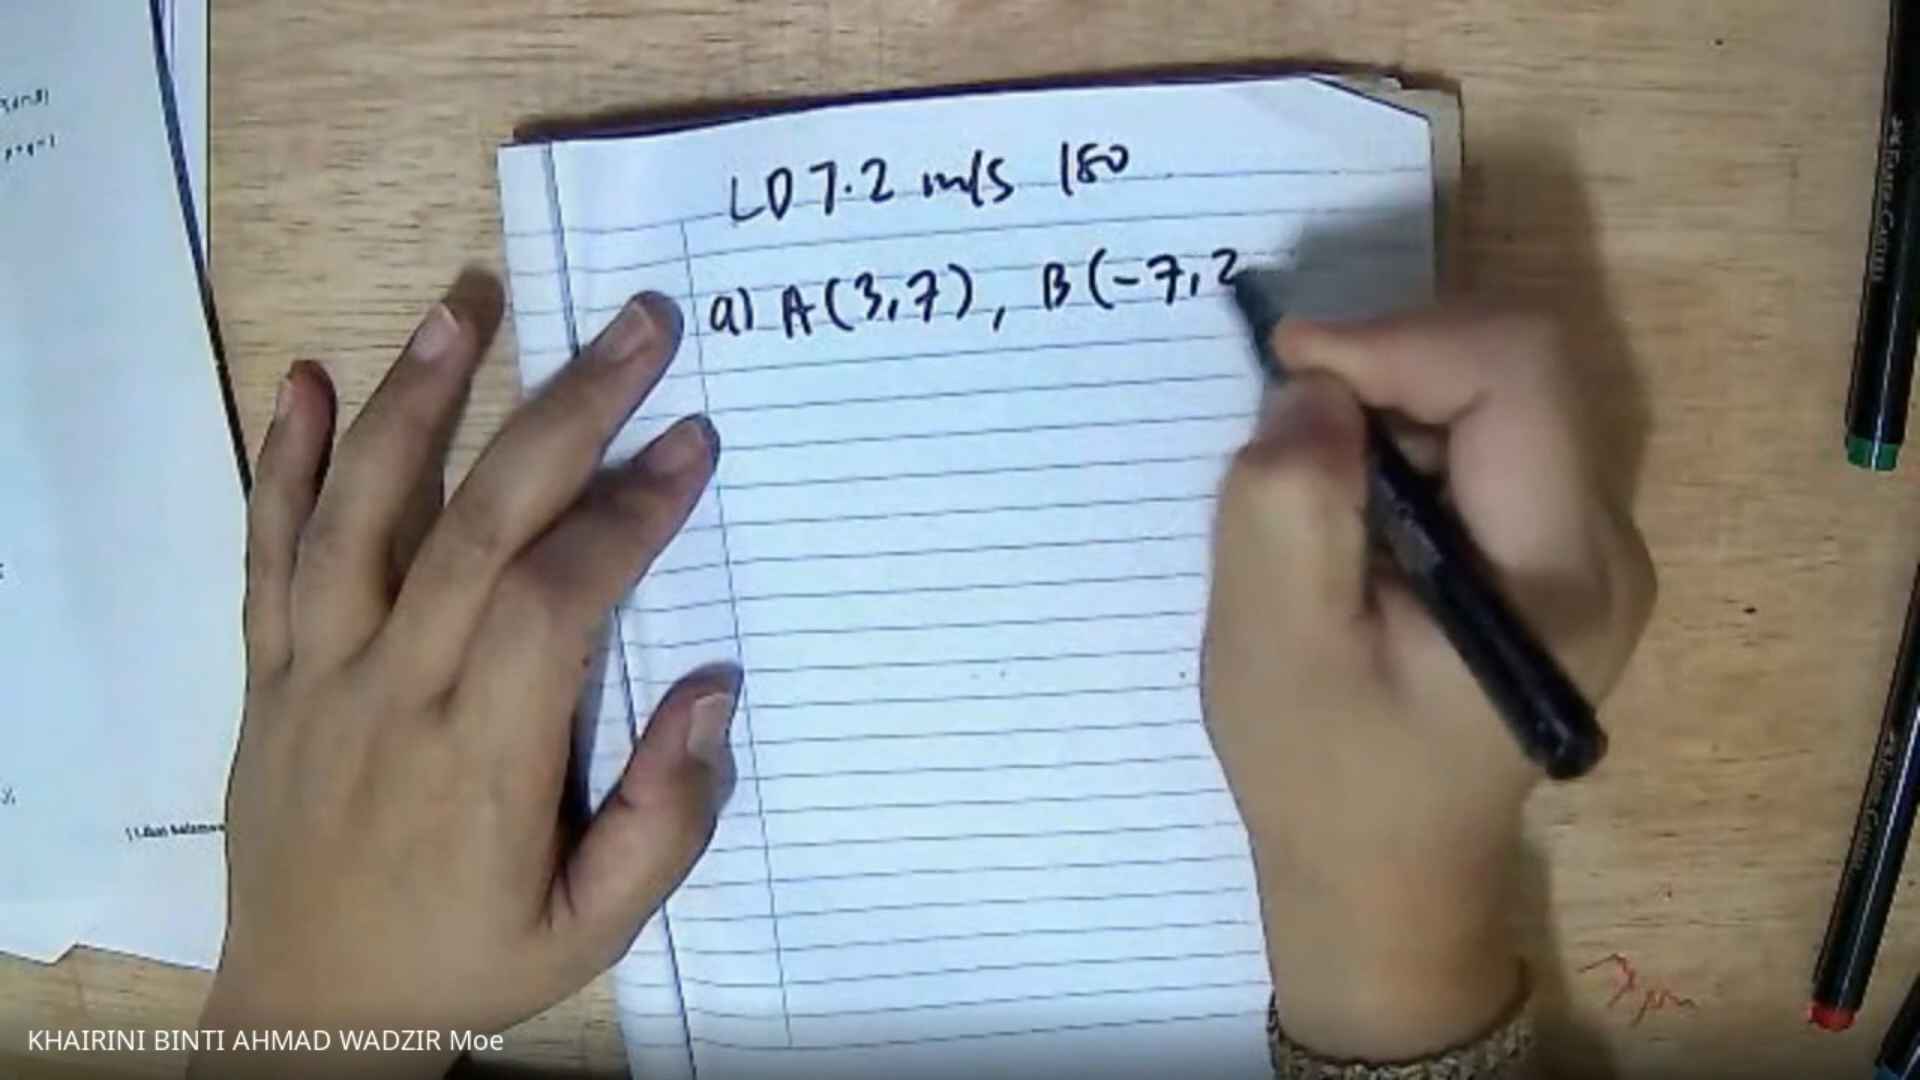 LD 7.2 m/s 180
a) A(3,7), B(-7,2
KHAIRINI BINTI AHMAD WADZIR Moe